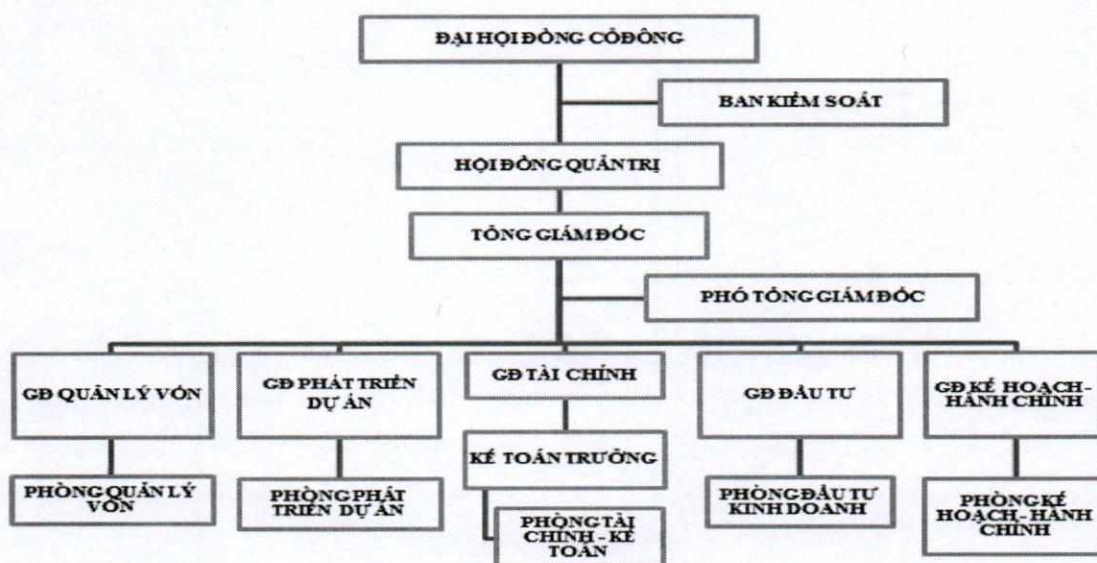 ĐẠI HỘI ĐỒNG CỔ ĐÔNG
BAN KIỂM SOÁT
HỘI ĐỒNG QUẢN TRỊ
TỔNG GIÁM ĐỐC
PHÓ TỔNG GIÁM ĐỐC
GĐ QUẢN LÝ VỐN
GĐ PHÁT TRIỂN
DỰ ÁN
GĐ TÀI CHÍNH
GĐ ĐẦU TƯ
GĐ KẾ HOẠCH-
HÀNH CHÍNH
KẾ TOÁN TRƯỞNG
PHÒNG QUẢN LÝ
VỐN
PHÒNG PHÁT
TRIỂN DỰ ÁN
PHÒNG TÀI
CHÍNH - KẾ
TOÁN
PHÒNG ĐẦU TƯ
KINH DOANH
PHÒNG KẾ
HOẠCH - HÀNH
CHÍNH